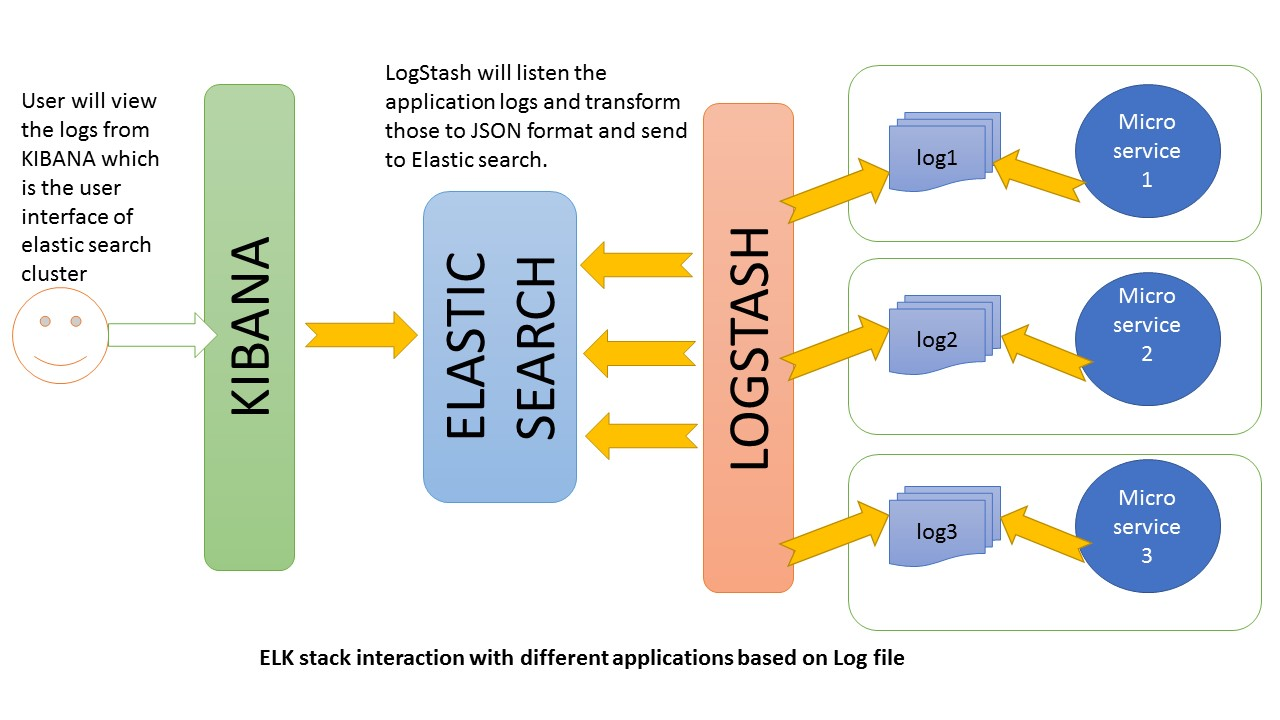 User will view
the logs from
KIBANA which
is the user
interface of
elastic search
cluster
KIBANA
LogStash will listen the
application logs and transform
those to JSON format and send
to Elastic search.
ELASTIC
SEARCH
LOGSTASH
log1
Micro
service
1
log2
Micro
service
2
log3
Micro
service
3
ELK stack interaction with different applications based on Log file